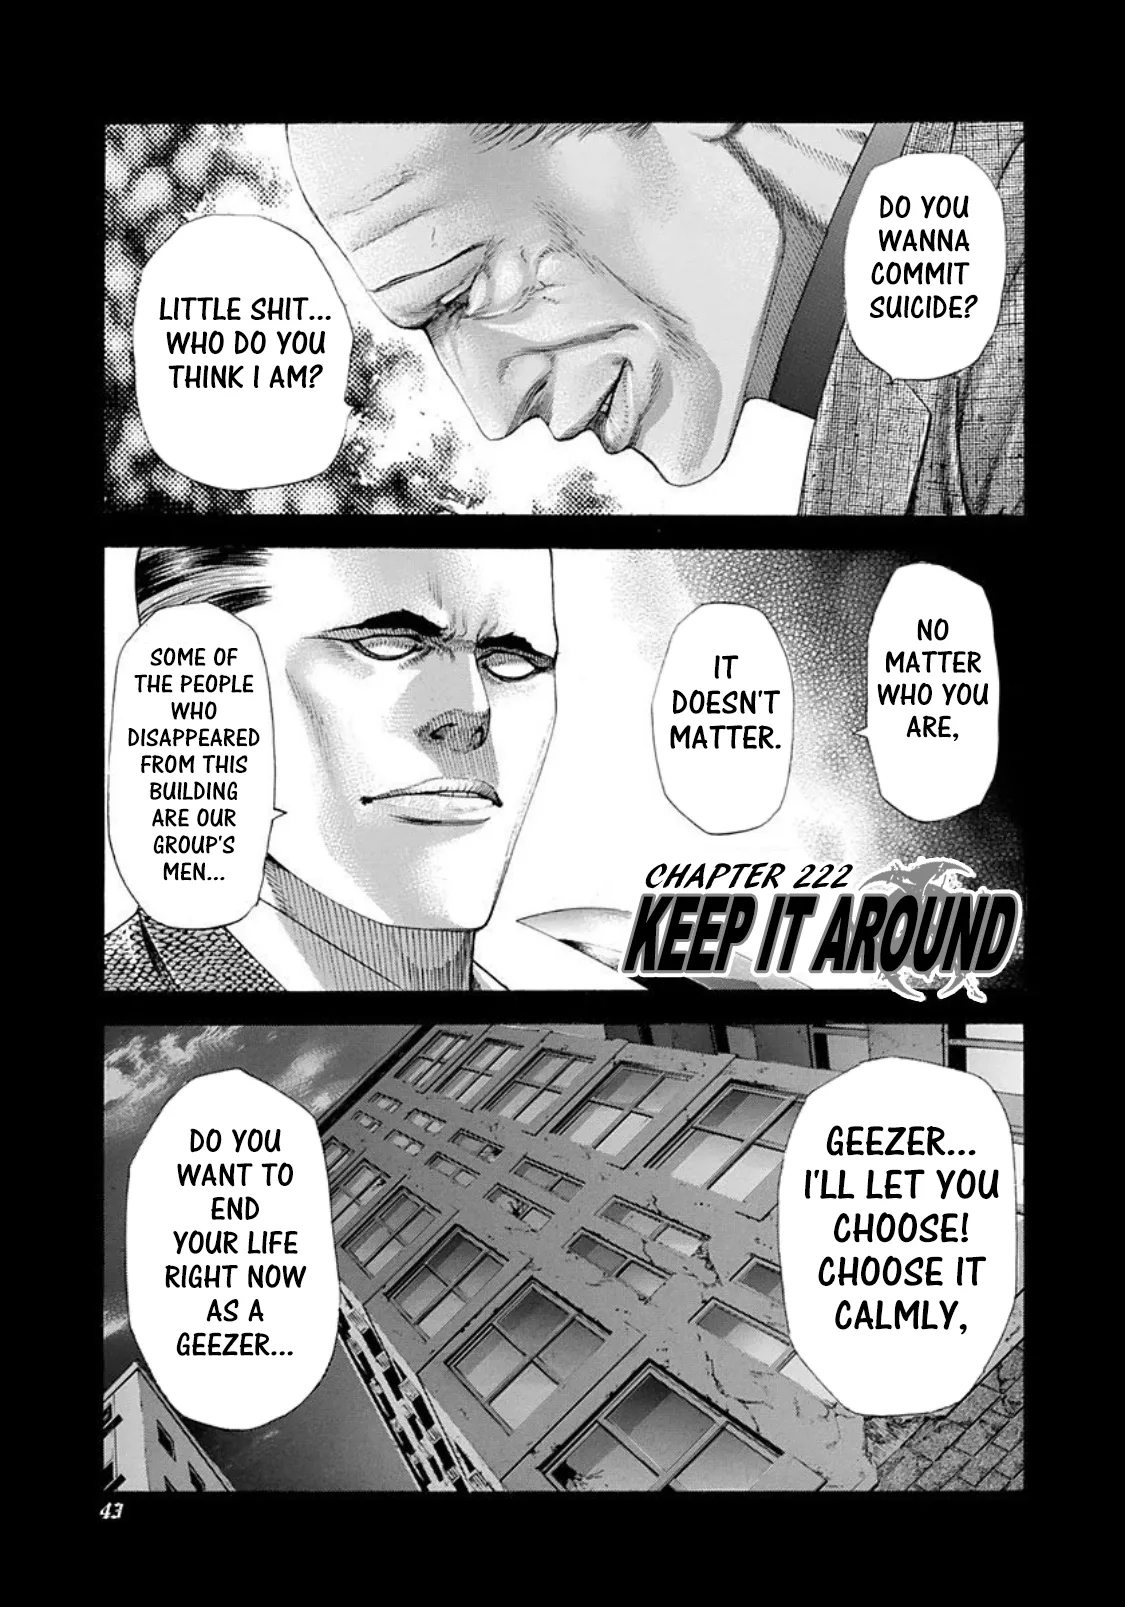 DO YOU
WANNA
COMMIT
SUICIDE?
LITTLE SHIT...
WHO DO YOU
THINK I AM?
NO
MATTER
WHO YOU
ARE,
IT
DOESN'T
MATTER.
SOME OF
THE PEOPLE
WHO
DISAPPEARED
FROM THIS
BUILDING
ARE OUR
GROUP'S
MEN...
CHAPTER 222
KEEP IT AROUND
GEEZER...
I'LL LET YOU
CHOOSE!
CHOOSE IT
CALMLY,
DO YOU
WANT TO
END
YOUR LIFE
RIGHT NOW
AS A
GEEZER...
43